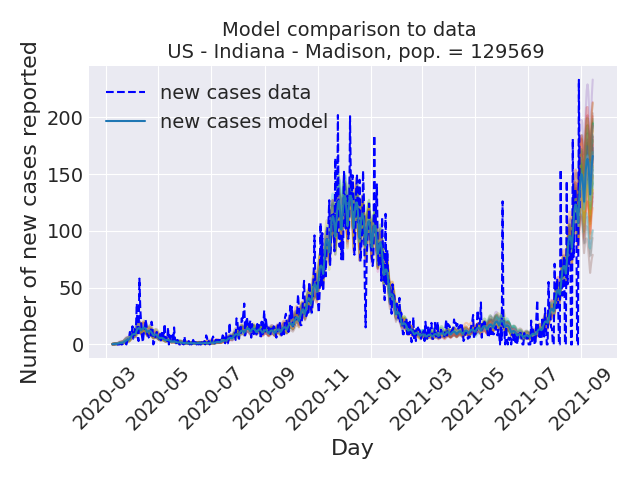 Model comparison to data
US - Indiana - Madison, pop. = 129569
Number of new cases reported
new cases data
new cases model
200
150
100
50
0
2020-03
2020-05
2020-07
2020-09
2020-11
2021-01
2021-03
2021-05
2021-07
2021-09
Day